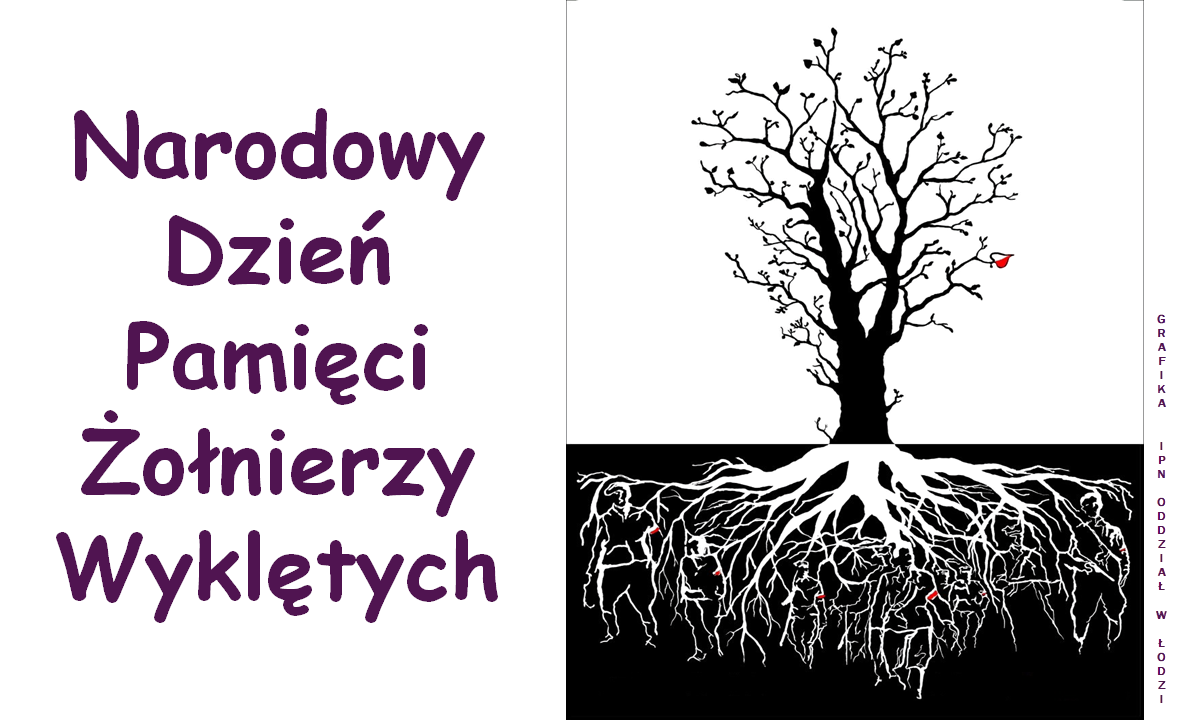 Narodowy
Dzień
Pamięci
Żołnierzy
Wyklętych
GRAFIKA IPN ODDZIAŁ W ŁODZI